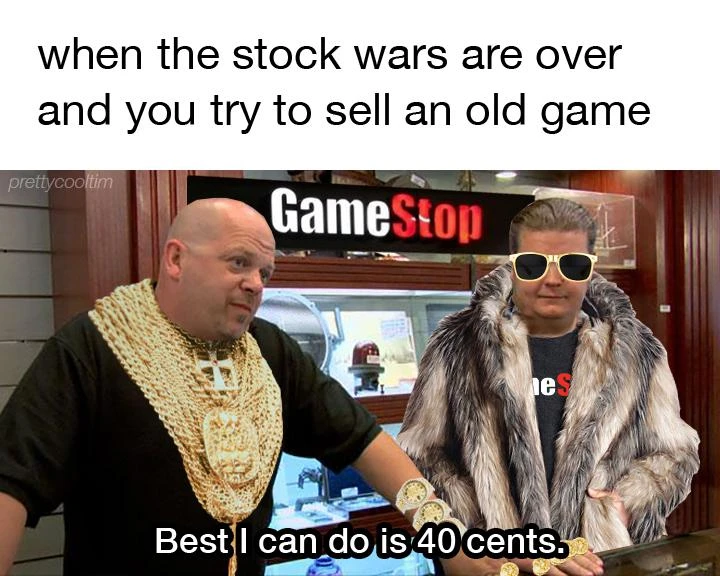 when the stock wars are over
and you try to sell an old game
prettycooltim
GameStop
meS
Best I can do is 40 cents.